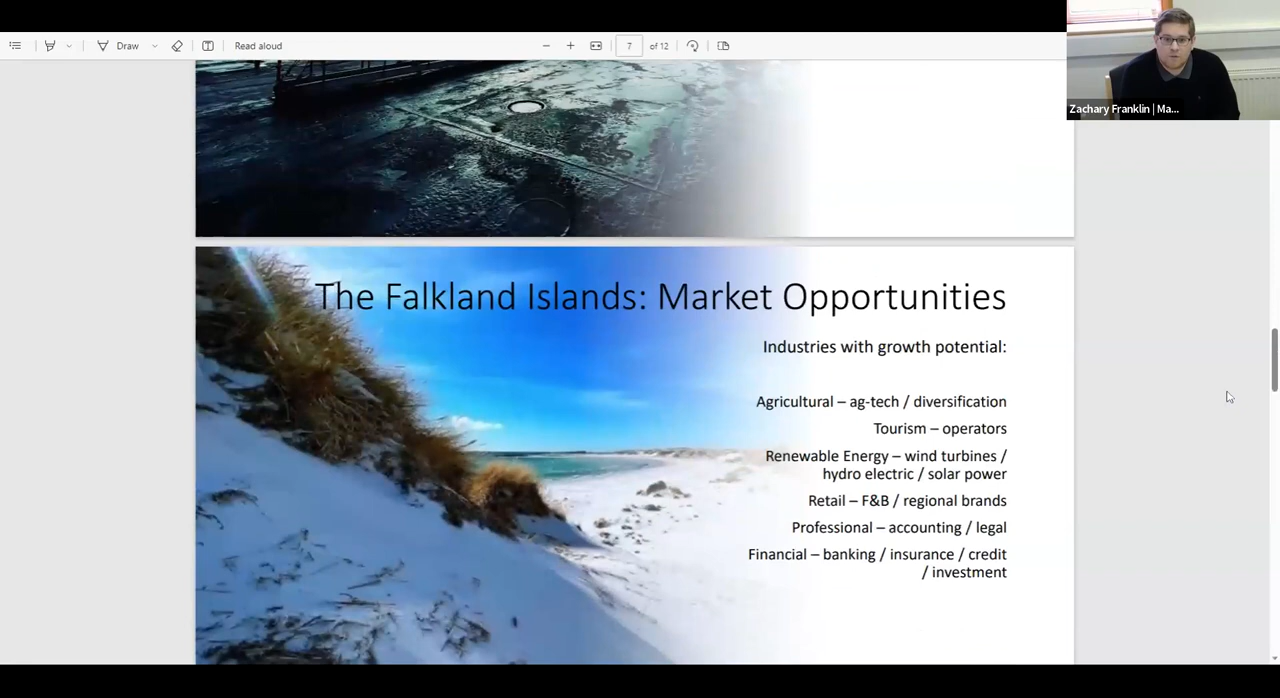 Draw
Read aloud
7 of 12
Zachary Franklin | Ma...
The Falkland Islands: Market Opportunities
Industries with growth potential:
Agricultural – ag-tech / diversification
Tourism – operators
Renewable Energy – wind turbines /
hydro electric / solar power
Retail – F&B / regional brands
Professional – accounting / legal
Financial – banking / insurance / credit
/ investment